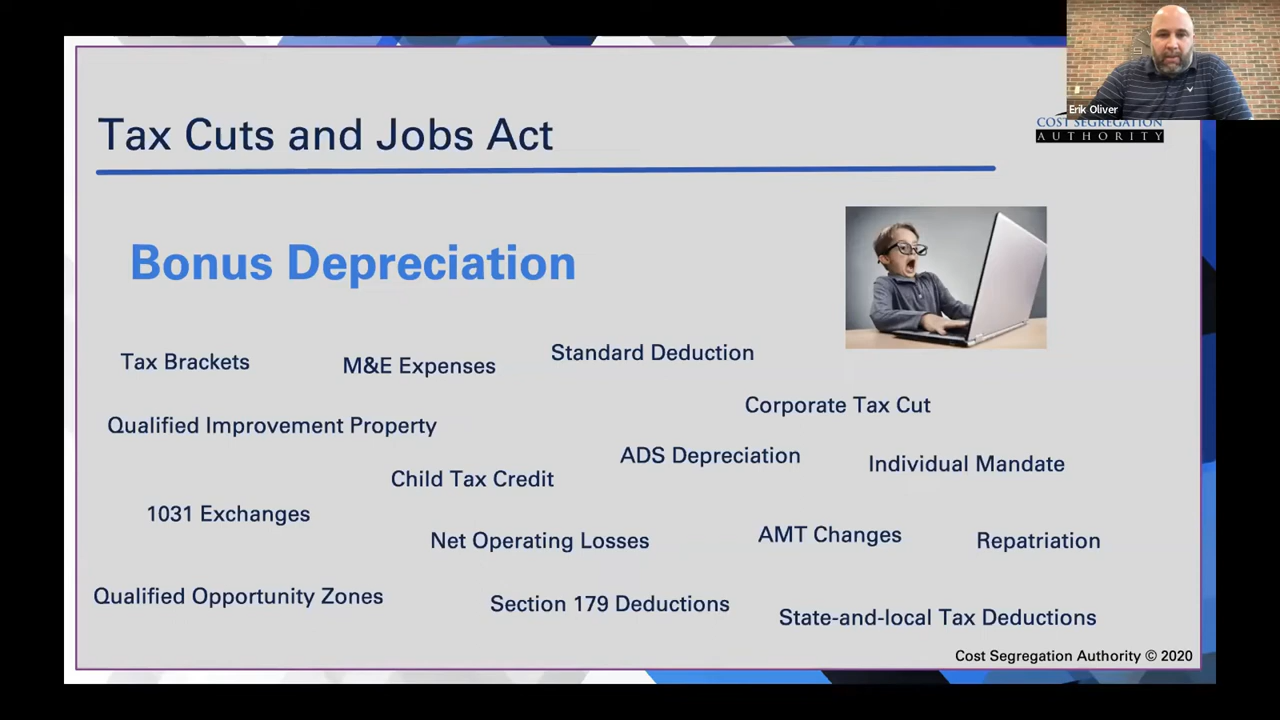 Erik Oliver
Tax Cuts and Jobs Act
COST SEGREGATION
AUTHORITY
Bonus Depreciation
Tax Brackets
M&E Expenses
Standard Deduction
Corporate Tax Cut
Qualified Improvement Property
ADS Depreciation
Individual Mandate
Child Tax Credit
1031 Exchanges
Net Operating Losses
AMT Changes
Repatriation
Qualified Opportunity Zones
Section 179 Deductions
State-and-local Tax Deductions
Cost Segregation Authority © 2020